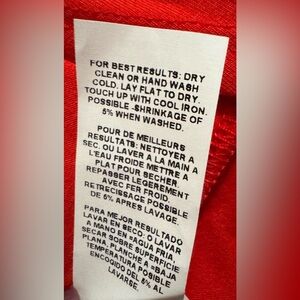 FOR BEST RESULTS: DRY
CLEAN OR HAND WASH
COLD, LAY FLAT TO DRY.
TOUCH UP WITH COOL IRON.
POSSIBLE -SHRINKAGE OF
5% WHEN WASHED.
POUR DE MEILLEURS
RESULTATS: NETTOYER A
SEC. OU LAVER A LA MAIN A
L'EAU FROIDE METTRE A
PLAT POUR SECHER.
REPASSER LEGEREMENT
AVEC FER FROID.
RETRECISSAGE POSSIBLE
DE 5% APRES LAVAGE.
PARA MEJOR RESULTADO
LAVAR EN SECO, O LAVAR
A MANO EN AGUA FRIA,
SECAR SOBRE SUPERFICIE
PLANA, PLANCHE A BAJA
TEMPERATURA POSIBLE
ENCOGIDO DEL 5% AL
LAVARSE.